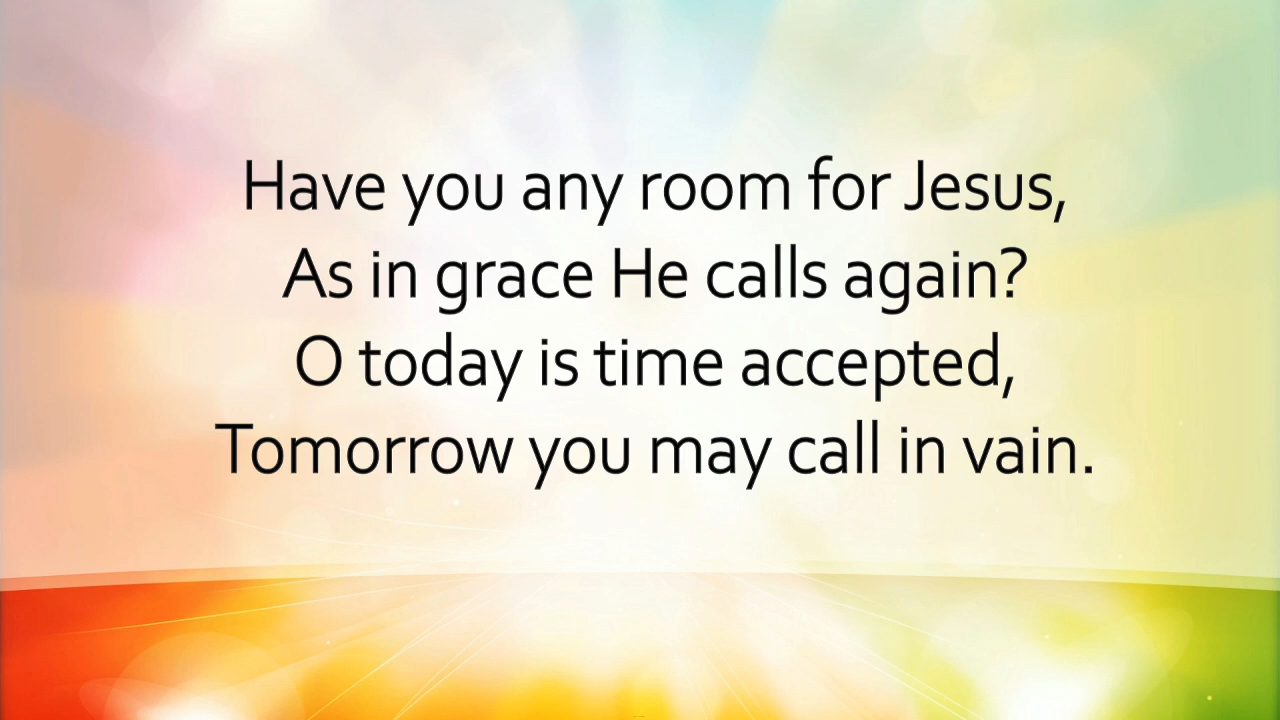 Have you any room for Jesus,
As in grace He calls again?
O today is time accepted,
Tomorrow you may call in vain.